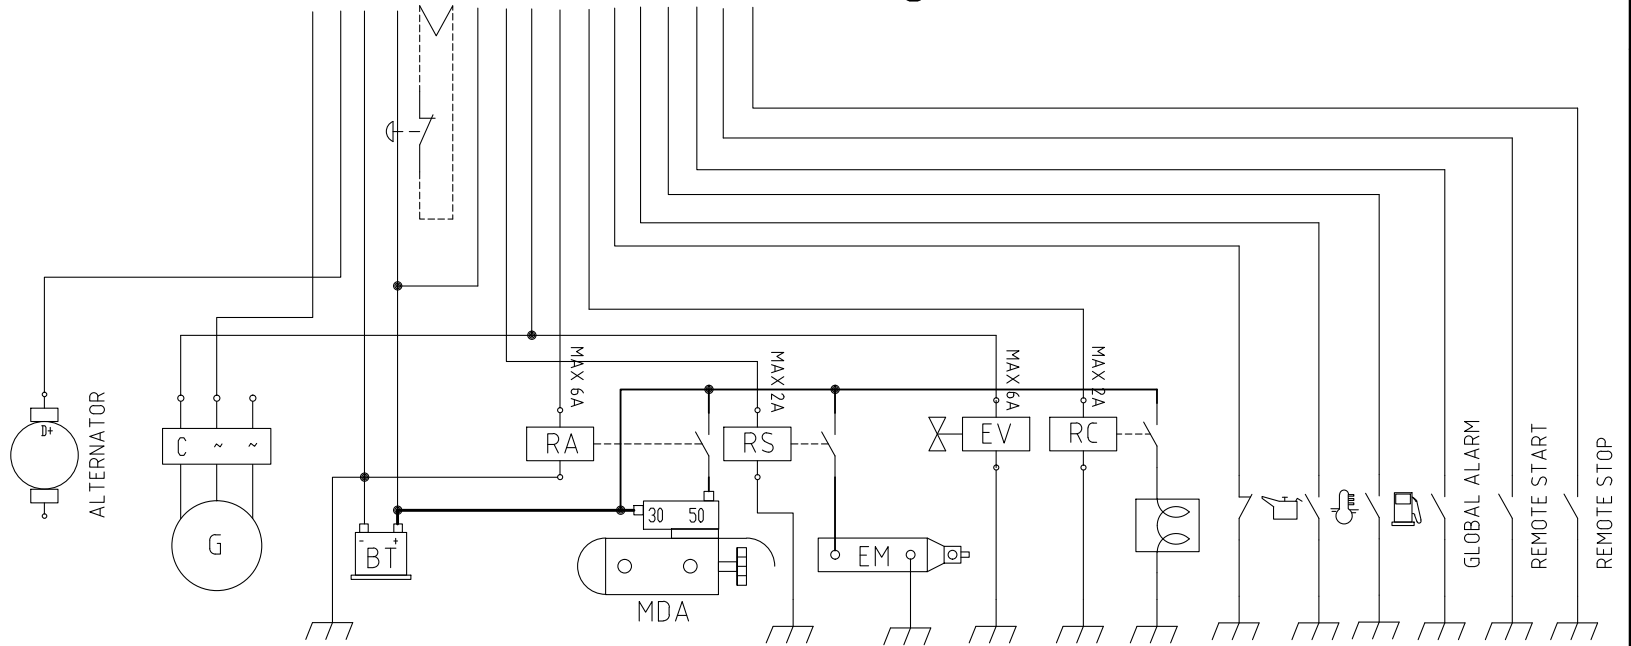 MAX 6A
MAX 2A
MAX 6A
MAX 2A
ALTERNATOR
D+
C ~ ~
RA
RS
EV
RC
30 50
G
- +
BT
EM
MDA
GLOBAL ALARM
REMOTE START
REMOTE STOP